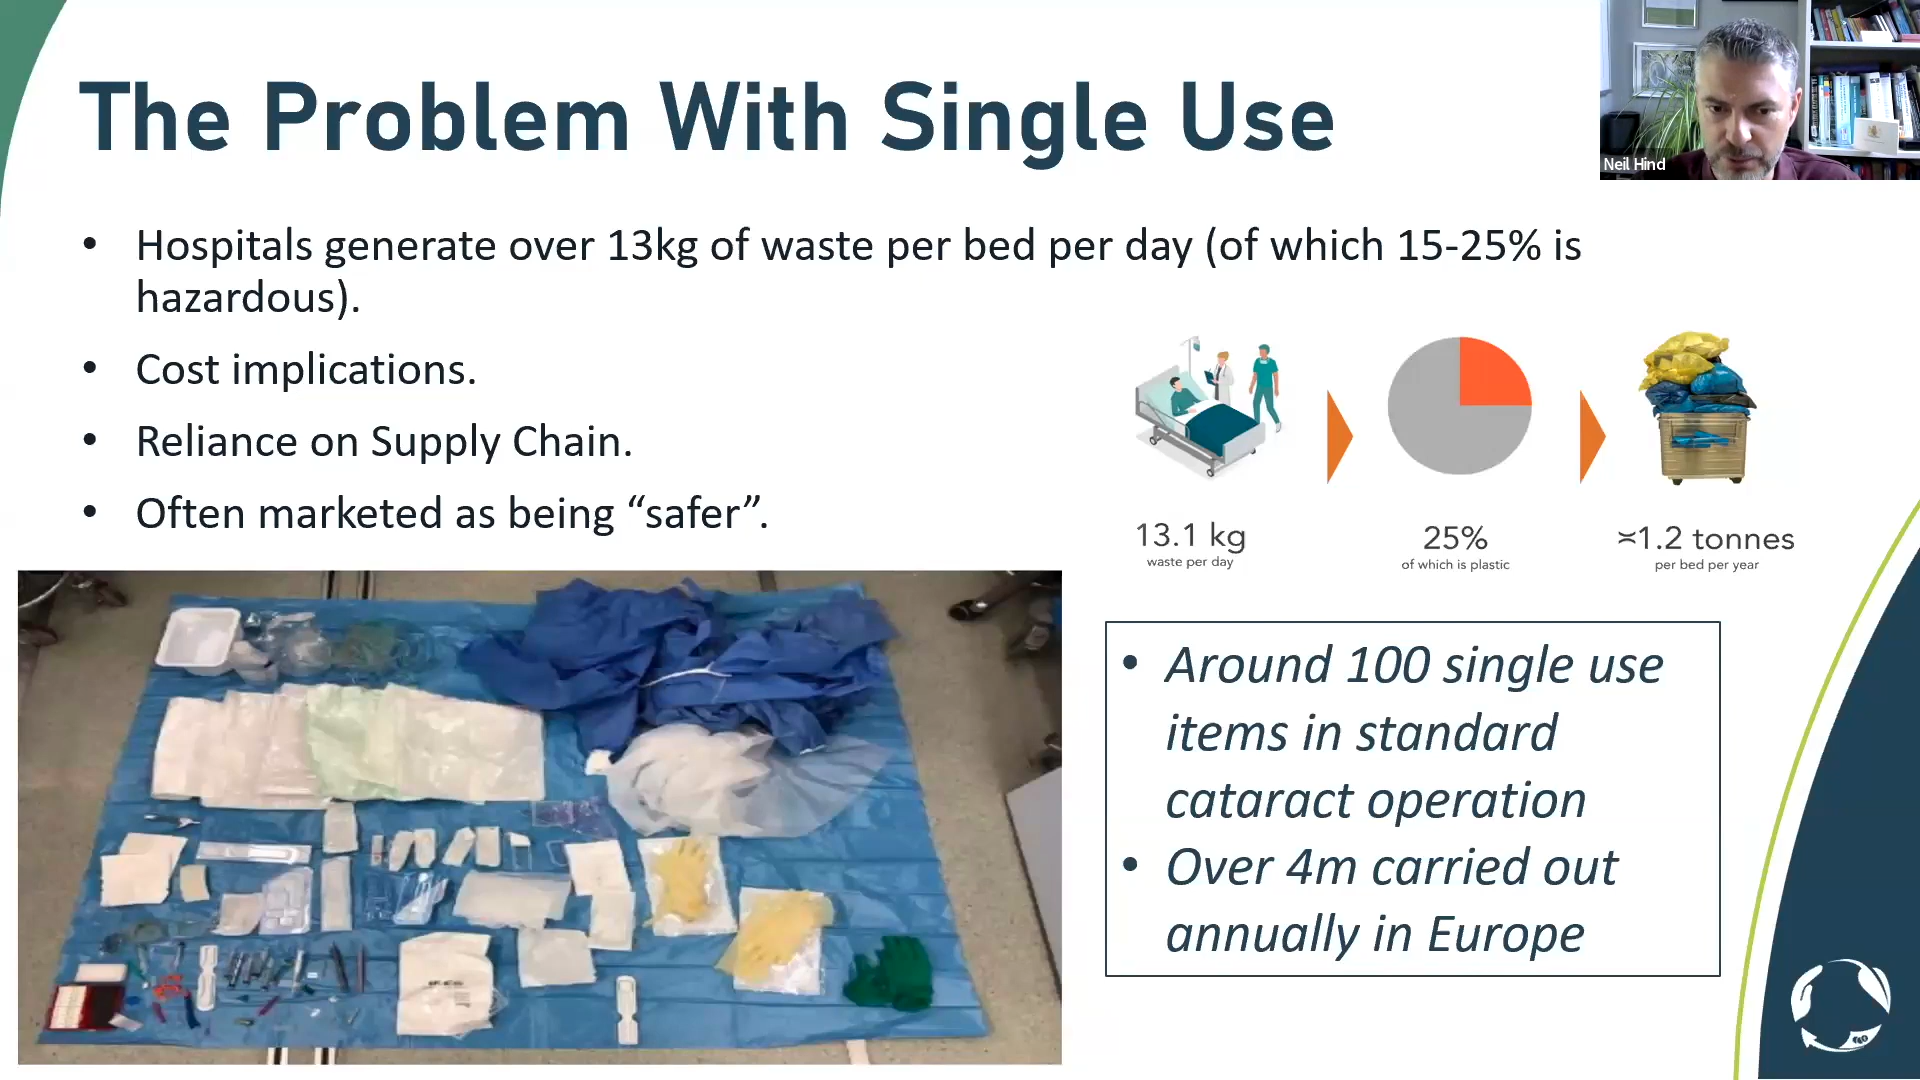 The Problem With Single Use
Neil Hind
• Hospitals generate over 13kg of waste per bed per day (of which 15-25% is
hazardous).
• Cost implications.
• Reliance on Supply Chain.
• Often marketed as being “safer”.
13.1 kg
waste per day
25%
of which is plastic
≍1.2 tonnes
per bed per year
• Around 100 single use
items in standard
cataract operation
• Over 4m carried out
annually in Europe